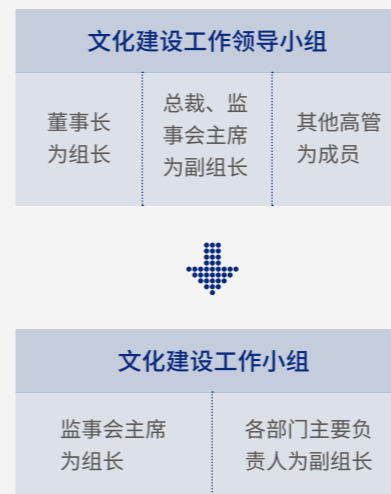 文化建设工作领导小组
董事长
为组长
总裁、监
事会主席
为副组长
其他高管
为成员
文化建设工作小组
监事会主席
为组长
各部门主要负
责人为副组长